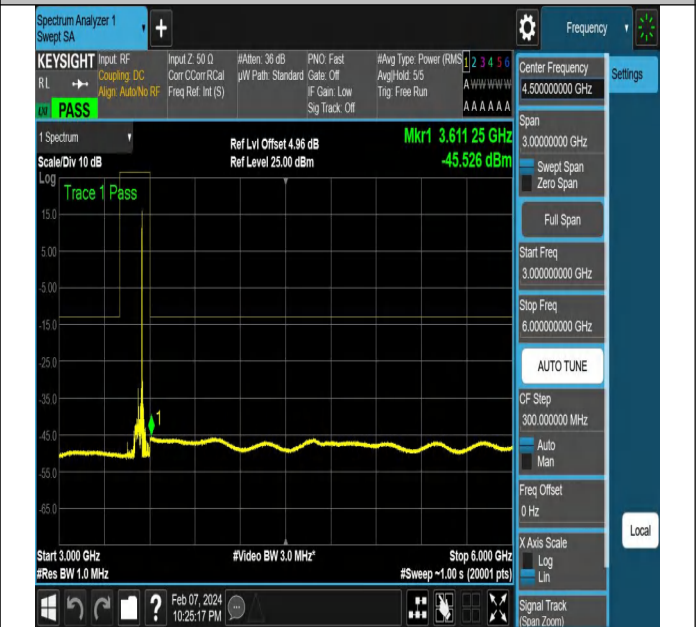 Spectrum Analyzer 1
Swept SA
+
Frequency
KEYSIGHT
RL
PASS
Input: RF
Coupling: DC
Align: Auto/No RF
Input Z: 50 Ω
Corr CCorr RCal
Freq Ref: Int (S)
#Atten: 36 dB
µW Path: Standard
PNO: Fast
Gate: Off
IF Gain: Low
Sig Track: Off
#Avg Type: Power (RMS
Avg|Hold: 5/5
Trig: Free Run
1 2 3 4 5 6
A W W W W W
A A A A A A
1 Spectrum
Scale/Div 10 dB
Log
Ref Lvl Offset 4.96 dB
Ref Level 25.00 dBm
Mkr1 3.611 25 GHz
-45.526 dBm
Trace 1 Pass
15.0
5.00
-5.00
-15.0
-25.0
-35.0
-45.0
-55.0
-65.0
1
Start 3.000 GHz
#Res BW 1.0 MHz
#Video BW 3.0 MHz*
Stop 6.000 GHz
#Sweep ~1.00 s (20001 pts)
?
Feb 07, 2024
10:25:17 PM
Center Frequency
4.500000000 GHz
Settings
Span
3.00000000 GHz
Swept Span
Zero Span
Full Span
Start Freq
3.000000000 GHz
Stop Freq
6.000000000 GHz
AUTO TUNE
CF Step
300.000000 MHz
Auto
Man
Freq Offset
0 Hz
X Axis Scale
Log
Lin
Local
Signal Track
(Span Zoom)